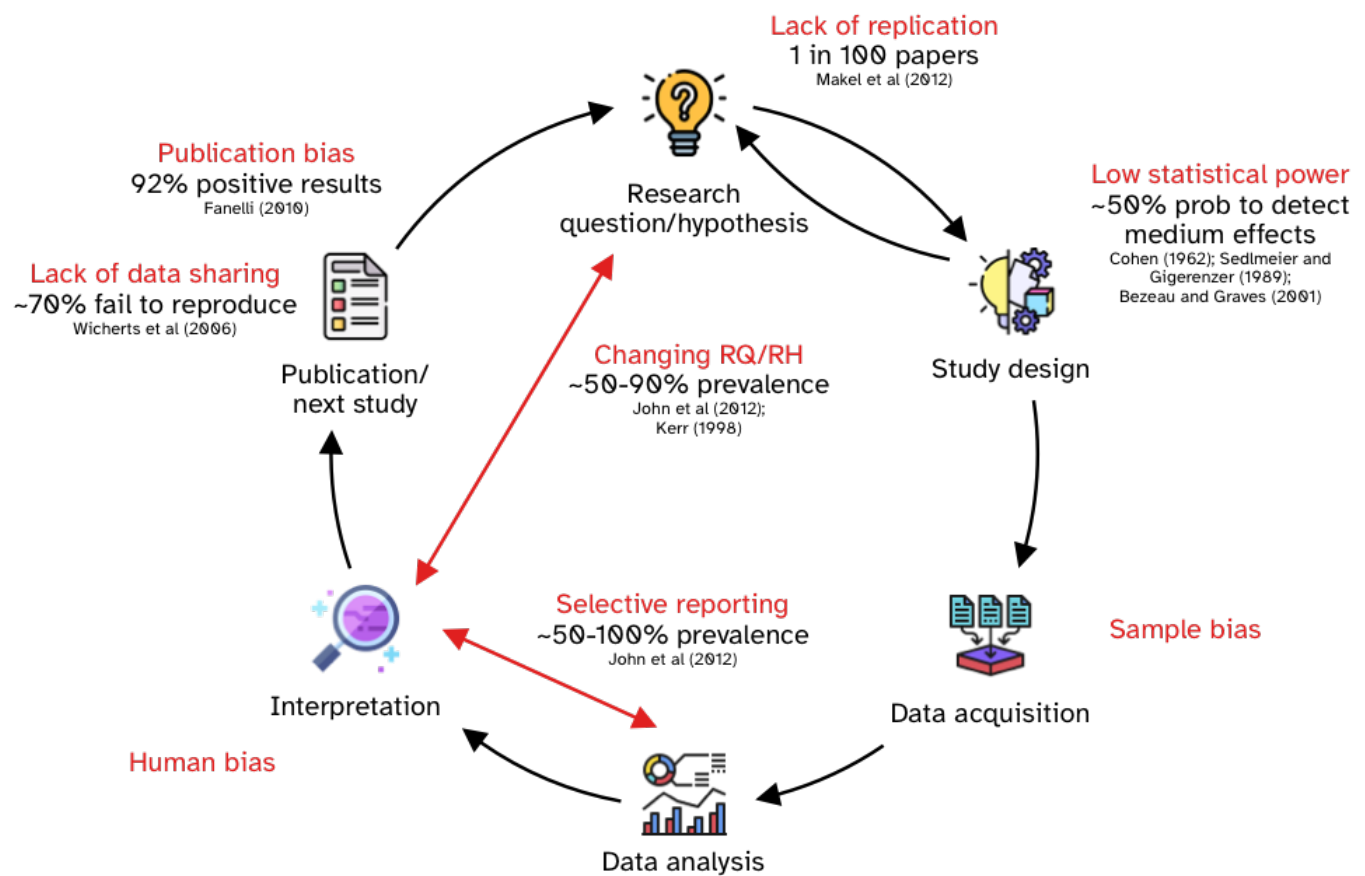 Lack of replication
1 in 100 papers
Makel et al (2012)
Publication bias
92% positive results
Fanelli (2010)
Research
question/hypothesis
Low statistical power
~50% prob to detect
medium effects
Cohen (1962); Sedlmeier and
Gigerenzer (1989);
Bezeau and Graves (2001)
Lack of data sharing
~70% fail to reproduce
Wicherts et al (2006)
Publication/
next study
Changing RQ/RH
~50-90% prevalence
John et al (2012);
Kerr (1998)
Study design
Selective reporting
~50-100% prevalence
John et al (2012)
Sample bias
Interpretation
Data acquisition
Human bias
Data analysis